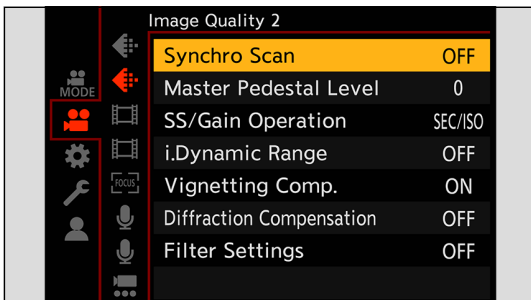 Image Quality 2
Synchro Scan OFF
Master Pedestal Level 0
MODE
SS/Gain Operation SEC/ISO
i.Dynamic Range OFF
FOCUS
Vignetting Comp. ON
Diffraction Compensation OFF
Filter Settings OFF